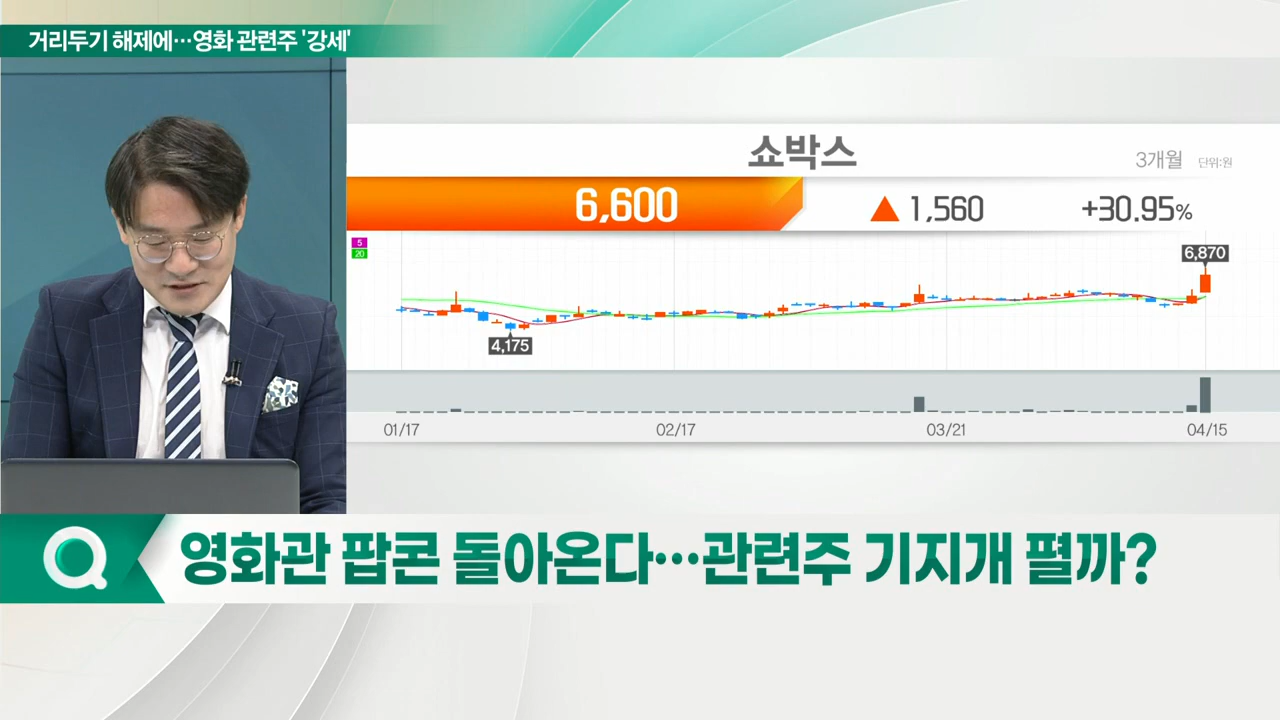 거리두기 해제에…영화 관련주 '강세'
쇼박스
3개월 단위:원
6,600 ▲ 1,560 +30.95%
5
20
6,870
4,175
01/17 02/17 03/21 04/15
Q 영화관 팝콘 돌아온다…관련주 기지개 펼까?